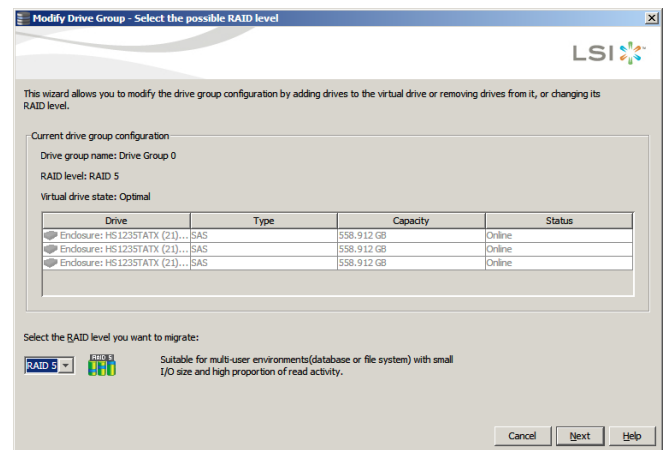 Modify Drive Group - Select the possible RAID level
LSI
This wizard allows you to modify the drive group configuration by adding drives to the virtual drive or removing drives from it, or changing its
RAID level.
Current drive group configuration
Drive group name: Drive Group 0
RAID level: RAID 5
Virtual drive state: Optimal
Drive Type Capacity Status
Enclosure: HS1235TATX (21)... SAS 558.912 GB Online
Enclosure: HS1235TATX (21)... SAS 558.912 GB Online
Enclosure: HS1235TATX (21)... SAS 558.912 GB Online
Select the RAID level you want to migrate:
RAID 5
RAID 5
Suitable for multi-user environments(database or file system) with small
I/O size and high proportion of read activity.
Cancel Next Help